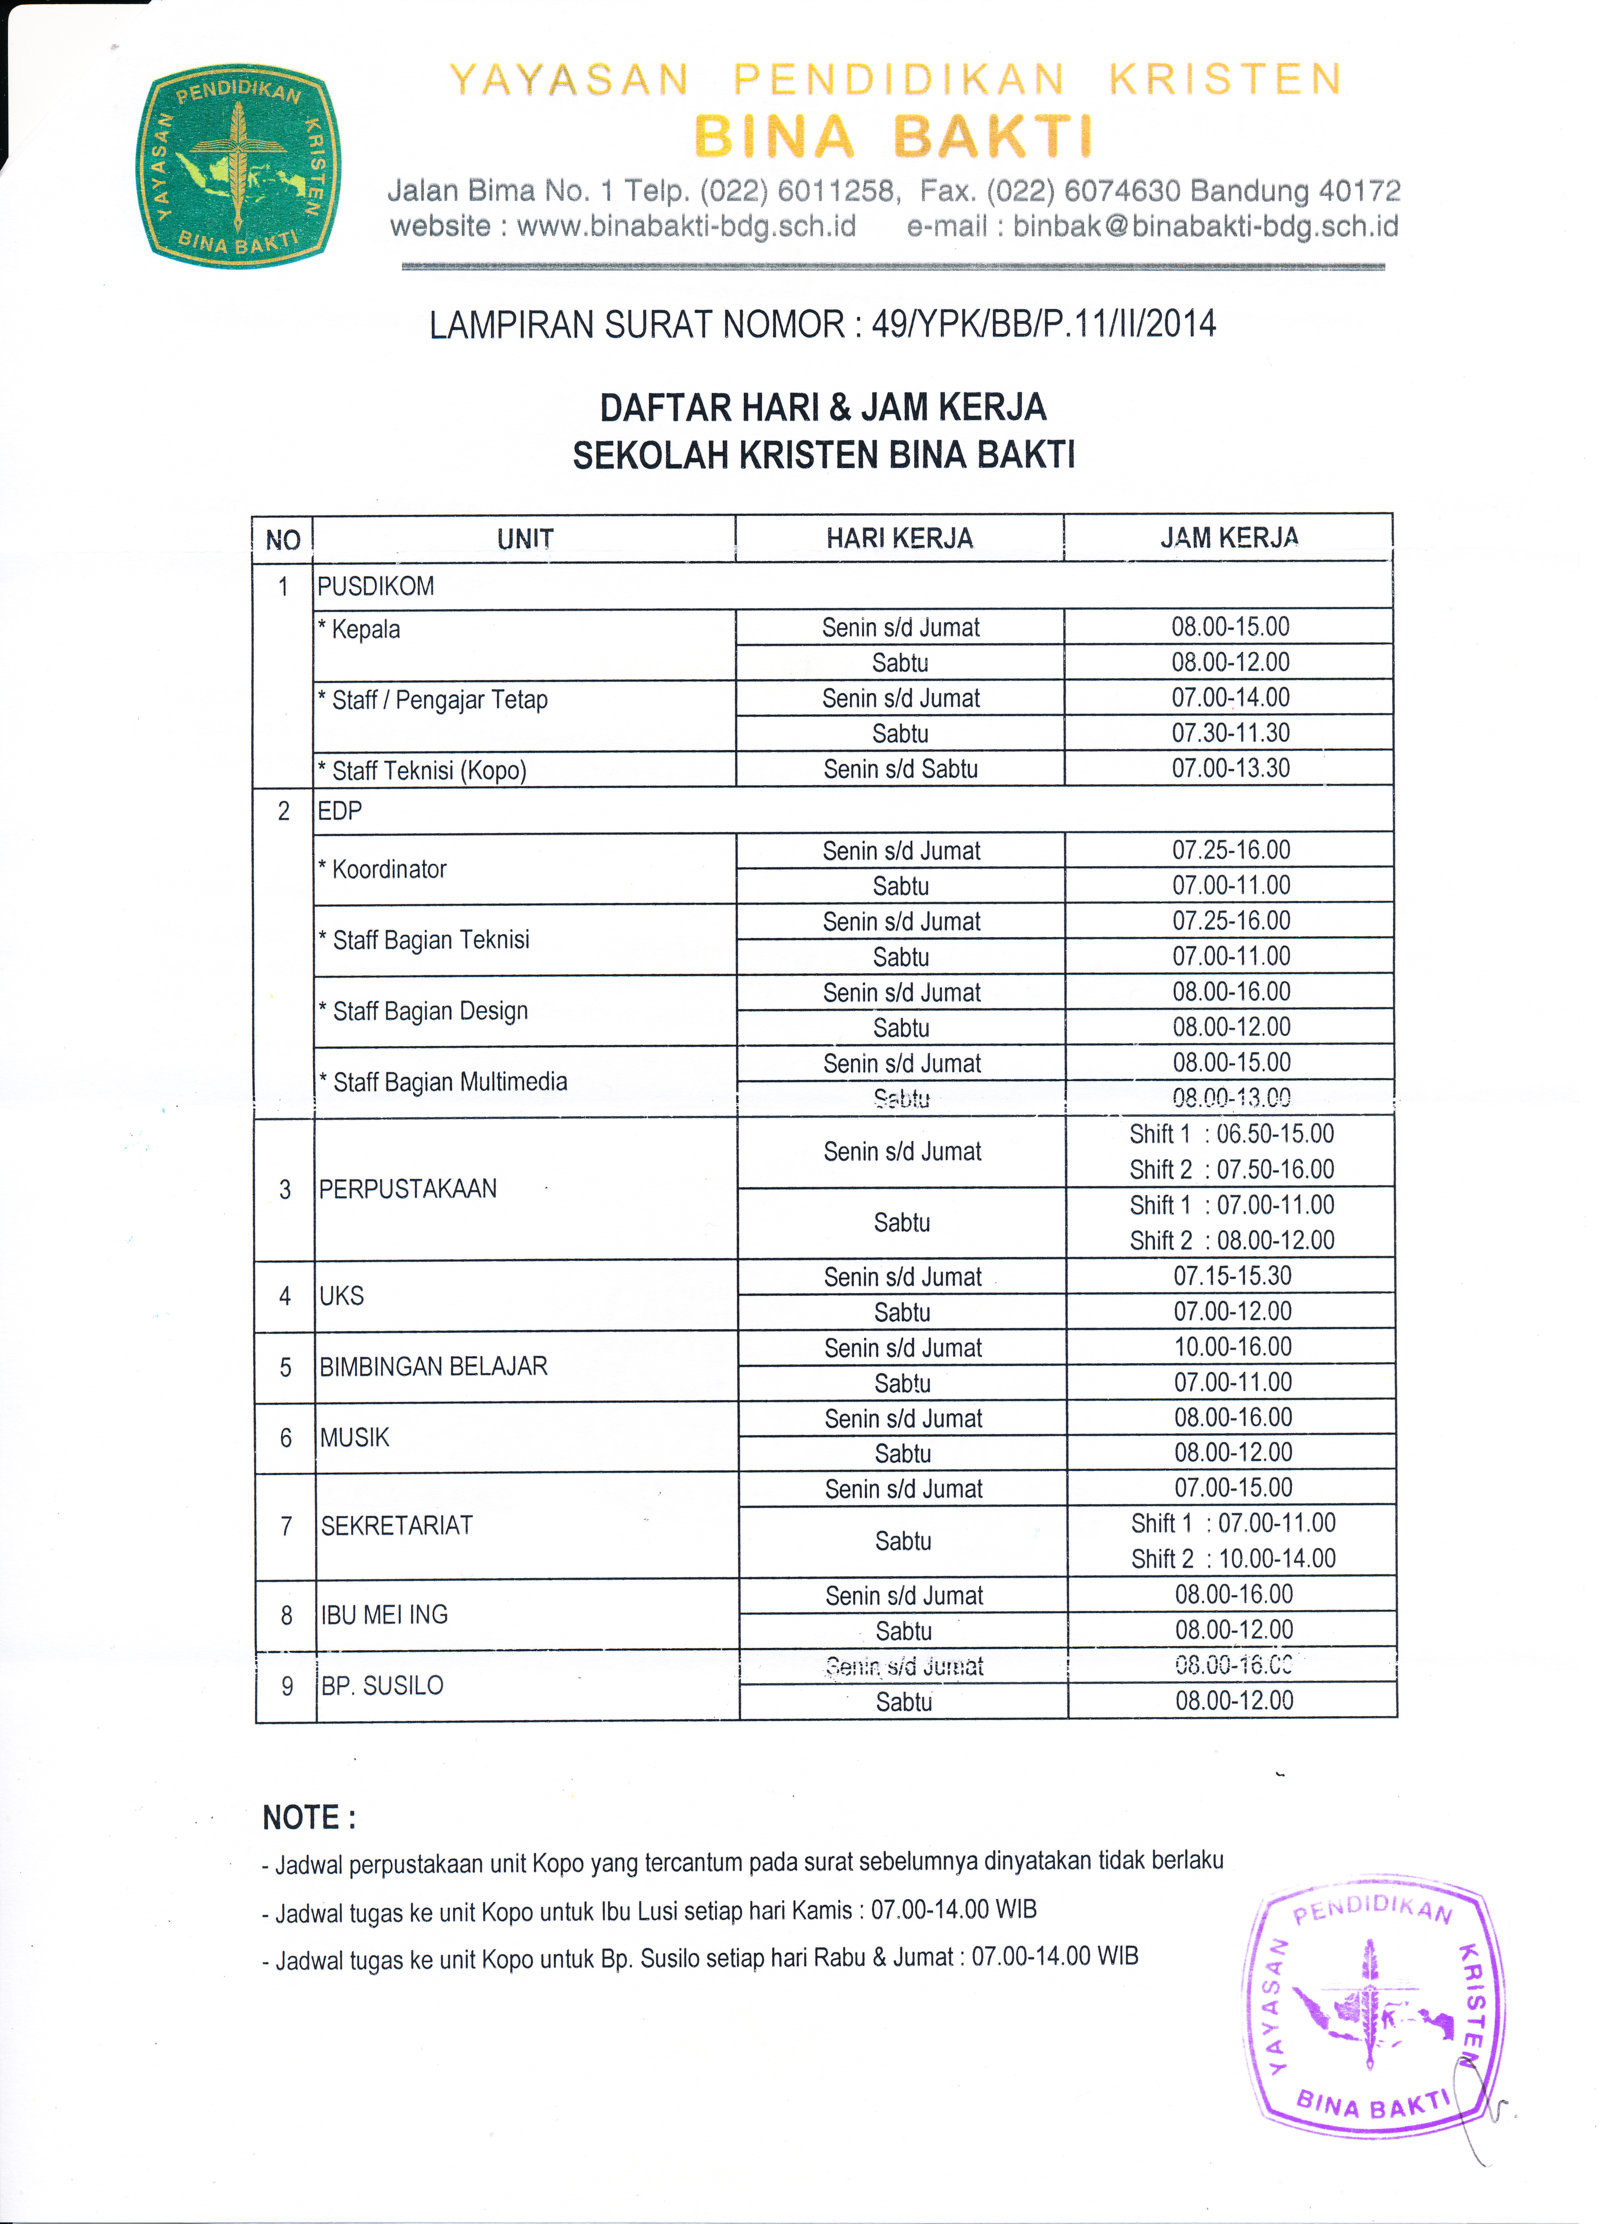 YAYASAN PENDIDIKAN KRISTEN
BINA BAKTI
Jalan Bima No. 1 Telp. (022) 6011258, Fax. (022) 6074630 Bandung 40172
website : www.binabakti-bdg.sch.id e-mail : binbak@binabakti-bdg.sch.id
YAYASAN PENDIDIKAN KRISTEN
BINA BAKTI
LAMPIRAN SURAT NOMOR : 49/YPK/BB/P.11/II/2014
DAFTAR HARI & JAM KERJA
SEKOLAH KRISTEN BINA BAKTI
NO UNIT HARI KERJA JAM KERJA
1 PUSDIKOM
* Kepala Senin s/d Jumat 08.00-15.00
Sabtu 08.00-12.00
* Staff / Pengajar Tetap Senin s/d Jumat 07.00-14.00
Sabtu 07.30-11.30
* Staff Teknisi (Kopo) Senin s/d Sabtu 07.00-13.30
2 EDP
* Koordinator Senin s/d Jumat 07.25-16.00
Sabtu 07.00-11.00
* Staff Bagian Teknisi Senin s/d Jumat 07.25-16.00
Sabtu 07.00-11.00
* Staff Bagian Design Senin s/d Jumat 08.00-16.00
Sabtu 08.00-12.00
* Staff Bagian Multimedia Senin s/d Jumat 08.00-15.00
Sabtu 08.00-13.00
3 PERPUSTAKAAN Senin s/d Jumat Shift 1 : 06.50-15.00
Shift 2 : 07.50-16.00
Sabtu Shift 1 : 07.00-11.00
Shift 2 : 08.00-12.00
4 UKS Senin s/d Jumat 07.15-15.30
Sabtu 07.00-12.00
5 BIMBINGAN BELAJAR Senin s/d Jumat 10.00-16.00
Sabtu 07.00-11.00
6 MUSIK Senin s/d Jumat 08.00-16.00
Sabtu 08.00-12.00
7 SEKRETARIAT Senin s/d Jumat 07.00-15.00
Sabtu Shift 1 : 07.00-11.00
Shift 2 : 10.00-14.00
8 IBU MEI ING Senin s/d Jumat 08.00-16.00
Sabtu 08.00-12.00
9 BP. SUSILO Senin s/d Jumat 08.00-16.00
Sabtu 08.00-12.00
NOTE :
- Jadwal perpustakaan unit Kopo yang tercantum pada surat sebelumnya dinyatakan tidak berlaku
- Jadwal tugas ke unit Kopo untuk Ibu Lusi setiap hari Kamis : 07.00-14.00 WIB
- Jadwal tugas ke unit Kopo untuk Bp. Susilo setiap hari Rabu & Jumat : 07.00-14.00 WIB
YAYASAN PENDIDIKAN KRISTEN
BINA BAKTI